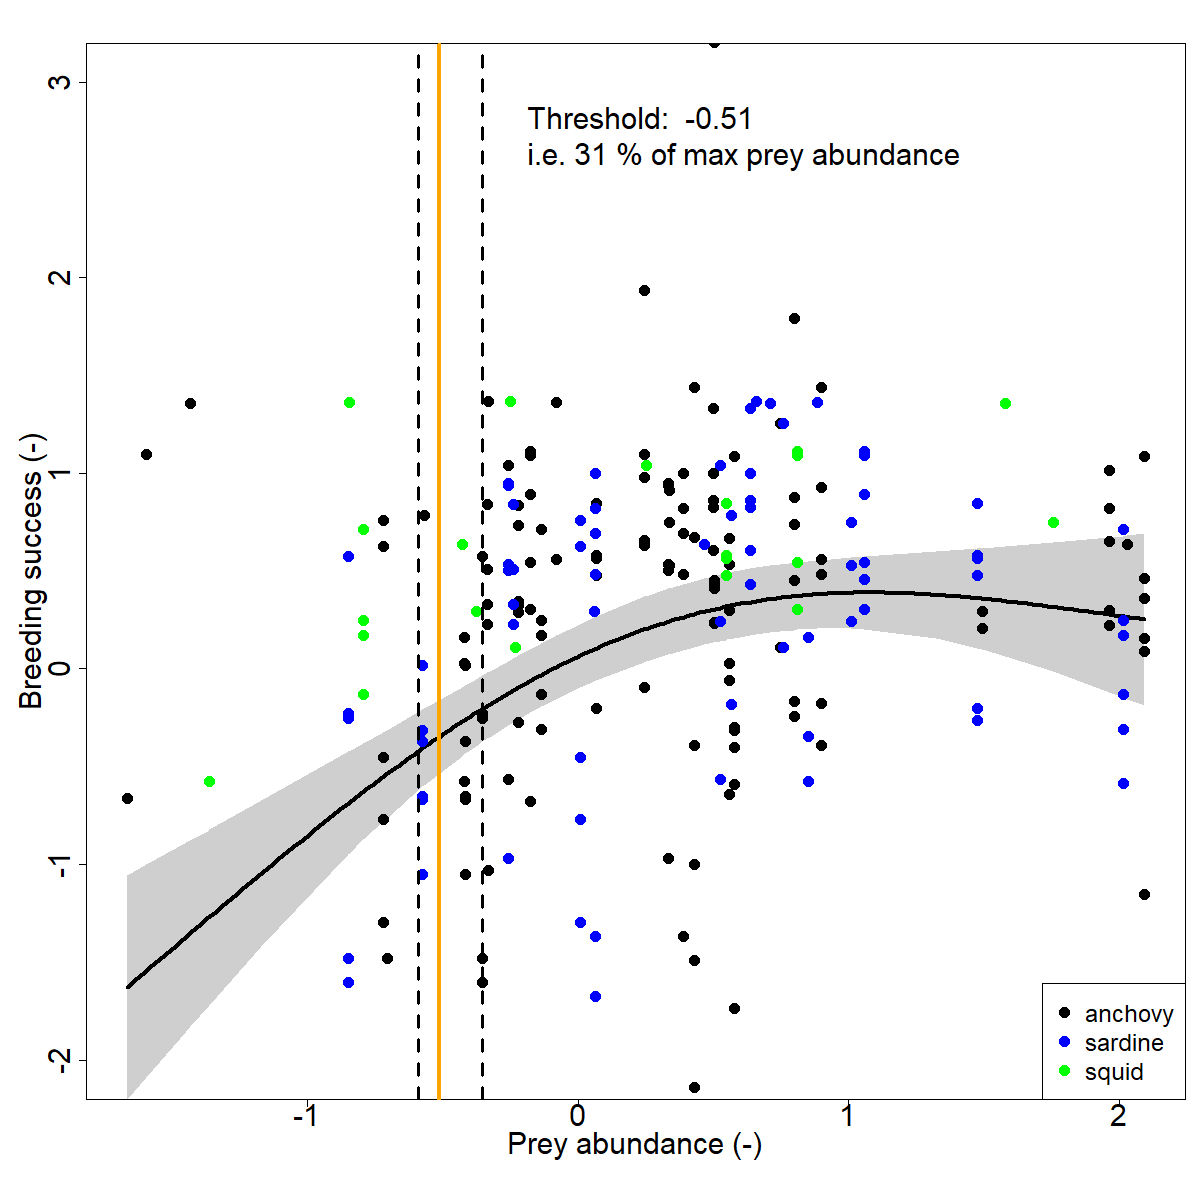 3
2
1
0
-1
-2
Breeding success (-)
Threshold:  -0.51
i.e. 31 % of max prey abundance
anchovy
sardine
squid
-1
0
1
2
Prey abundance (-)